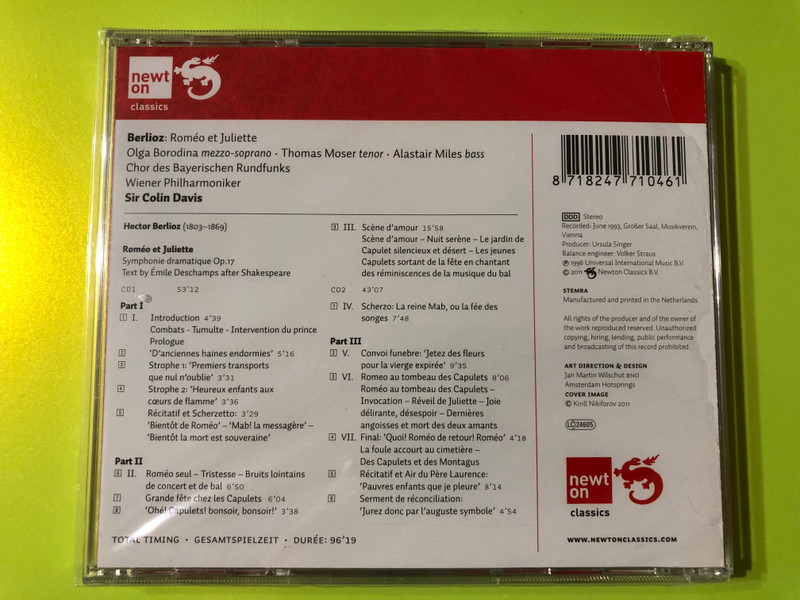 newt
on
classics
Berlioz: Roméo et Juliette
Olga Borodina mezzo-soprano · Thomas Moser tenor · Alastair Miles bass
Chor des Bayerischen Rundfunks
Wiener Philharmoniker
Sir Colin Davis
Hector Berlioz (1803–1869)
Roméo et Juliette
Symphonie dramatique Op.17
Text by Émile Deschamps after Shakespeare
CD1 53'12
Part I
1 I. Introduction 4'39
Combats - Tumulte - Intervention du prince
Prologue
2 'D'anciennes haines endormies' 5'16
3 Strophe 1: 'Premiers transports
que nul n'oublie' 3'31
4 Strophe 2: 'Heureux enfants aux
cœurs de flamme' 3'36
5 Récitatif et Scherzetto: 3'29
'Bientôt de Roméo' – 'Mab! la messagère' –
'Bientôt la mort est souveraine'
Part II
6 II. Roméo seul – Tristesse – Bruits lointains
de concert et de bal 6'50
7 Grande fête chez les Capulets 6'04
8 'Ohé! Capulets! bonsoir, bonsoir!' 3'38
9 III. Scène d'amour 15'58
Scène d'amour – Nuit serène – Le jardin de
Capulet silencieux et désert – Les jeunes
Capulets sortant de la fête en chantant
des réminiscences de la musique du bal
CD2 43'07
1 IV. Scherzo: La reine Mab, ou la fée des
songes 7'48
Part III
2 V. Convoi funebre: 'Jetez des fleurs
pour la vierge expirée' 9'35
3 VI. Romeo au tombeau des Capulets 8'06
Roméo au tombeau des Capulets –
Invocation – Réveil de Juliette – Joie
délirante, désespoir – Dernières
angoisses et mort des deux amants
4 VII. Final: 'Quoi! Roméo de retour! Roméo' 4'18
La foule accourt au cimetière –
Des Capulets et des Montagus
5 Récitatif et Air du Père Laurence:
'Pauvres enfants que je pleure' 8'14
6 Serment de réconciliation:
'Jurez donc par l'auguste symbole' 4'54
TOTAL TIMING · GESAMTSPIELZEIT · DURÉE: 96'19
8 718247 710461
DDD Stereo
Recorded: June 1993, Großer Saal, Musikverein,
Vienna
Producer: Ursula Singer
Balance engineer: Volker Straus
℗ 1996 Universal International Music B.V.
© 2011 Newton Classics B.V.
STEMRA
Manufactured and printed in the Netherlands
All rights of the producer and of the owner of
the work reproduced reserved. Unauthorized
copying, hiring, lending, public performance
and broadcasting of this record prohibited.
ART DIRECTION & DESIGN
Jan Martin Wilschut BNO
Amsterdam Hotsprings
COVER IMAGE
© Kirill Nikiforov 2011
LC 24605
newt
on
classics
WWW.NEWTONCLASSICS.COM